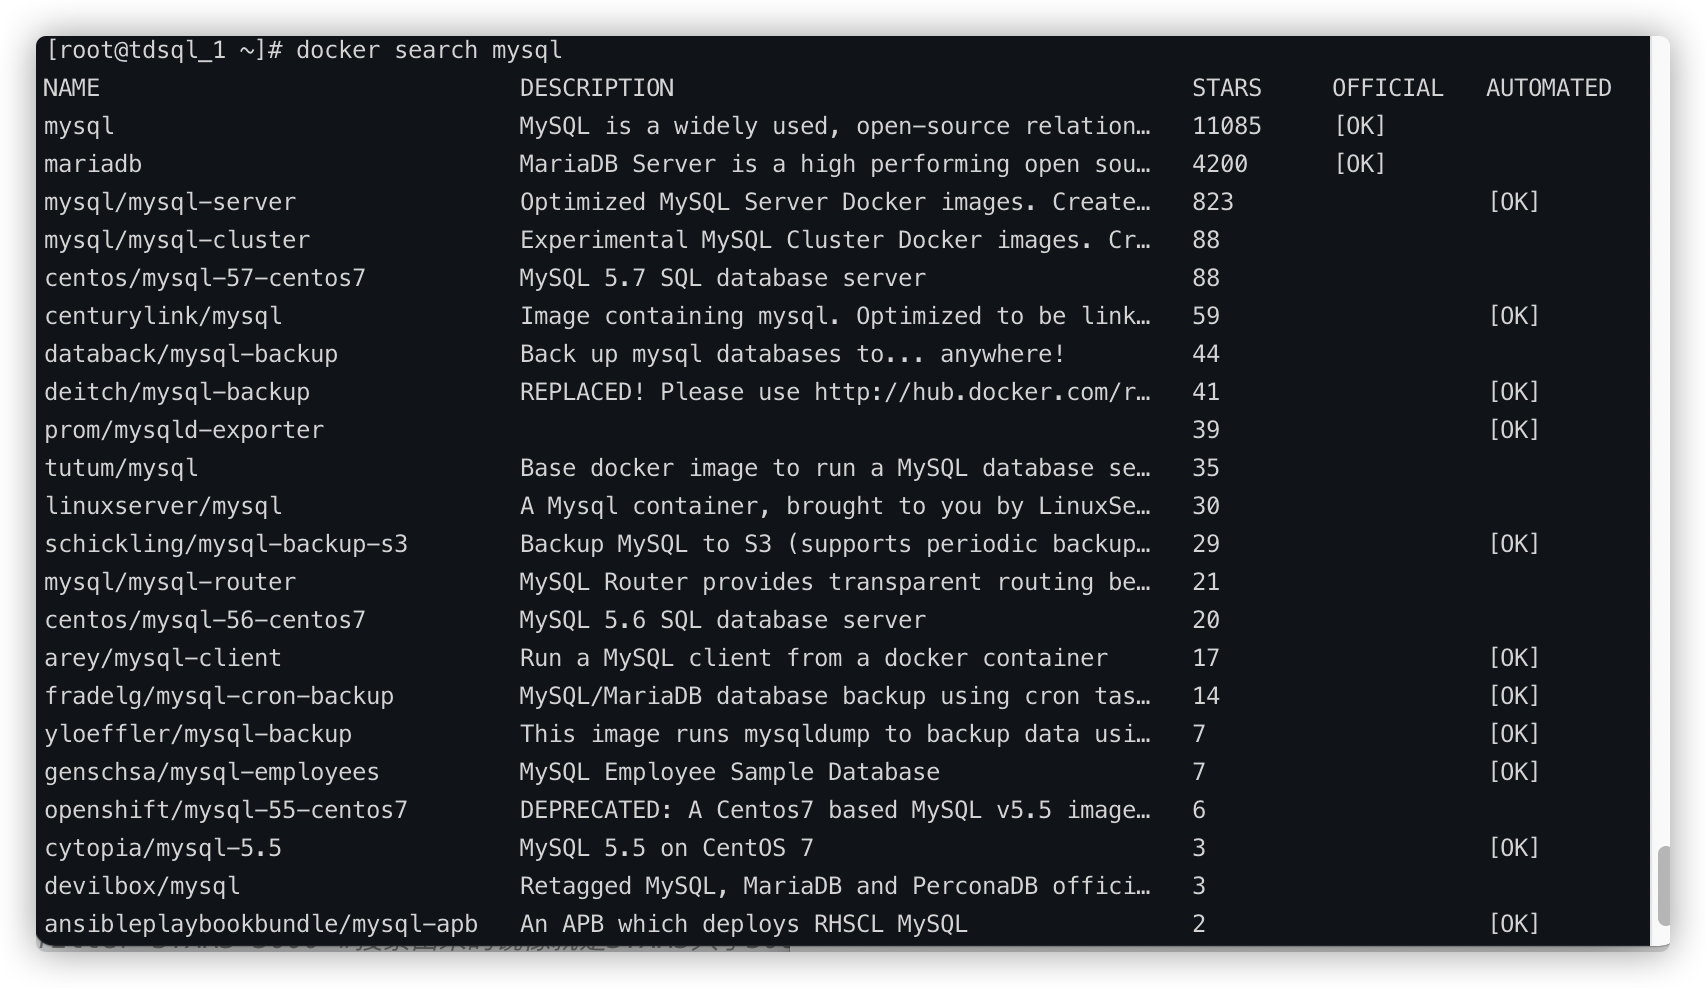 [root@tdsql_1 ~]# docker search mysql
NAME DESCRIPTION STARS OFFICIAL AUTOMATED
mysql MySQL is a widely used, open-source relation… 11085 [OK]
mariadb MariaDB Server is a high performing open sou… 4200 [OK]
mysql/mysql-server Optimized MySQL Server Docker images. Create… 823 [OK]
mysql/mysql-cluster Experimental MySQL Cluster Docker images. Cr… 88
centos/mysql-57-centos7 MySQL 5.7 SQL database server 88
centurylink/mysql Image containing mysql. Optimized to be link… 59 [OK]
databack/mysql-backup Back up mysql databases to... anywhere! 44
deitch/mysql-backup REPLACED! Please use http://hub.docker.com/r… 41 [OK]
prom/mysqld-exporter 39 [OK]
tutum/mysql Base docker image to run a MySQL database se… 35
linuxserver/mysql A Mysql container, brought to you by LinuxSe… 30
schickling/mysql-backup-s3 Backup MySQL to S3 (supports periodic backup… 29 [OK]
mysql/mysql-router MySQL Router provides transparent routing be… 21
centos/mysql-56-centos7 MySQL 5.6 SQL database server 20
arey/mysql-client Run a MySQL client from a docker container 17 [OK]
fradelg/mysql-cron-backup MySQL/MariaDB database backup using cron tas… 14 [OK]
yloeffler/mysql-backup This image runs mysqldump to backup data usi… 7 [OK]
genschsa/mysql-employees MySQL Employee Sample Database 7 [OK]
openshift/mysql-55-centos7 DEPRECATED: A Centos7 based MySQL v5.5 image… 6
cytopia/mysql-5.5 MySQL 5.5 on CentOS 7 3 [OK]
devilbox/mysql Retagged MySQL, MariaDB and PerconaDB offici… 3
ansibleplaybookbundle/mysql-apb An APB which deploys RHSCL MySQL 2 [OK]